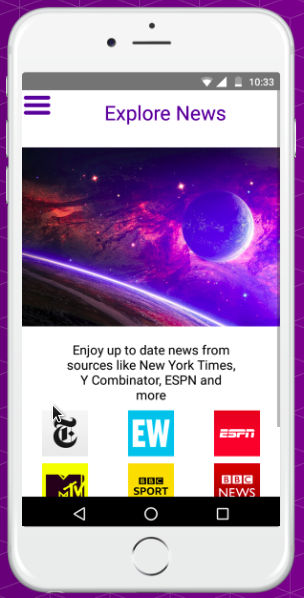 10:33
Explore News
Enjoy up to date news from
sources like New York Times,
Y Combinator, ESPN and
more
T EW ESPN
MTV BBC SPORT BBC NEWS